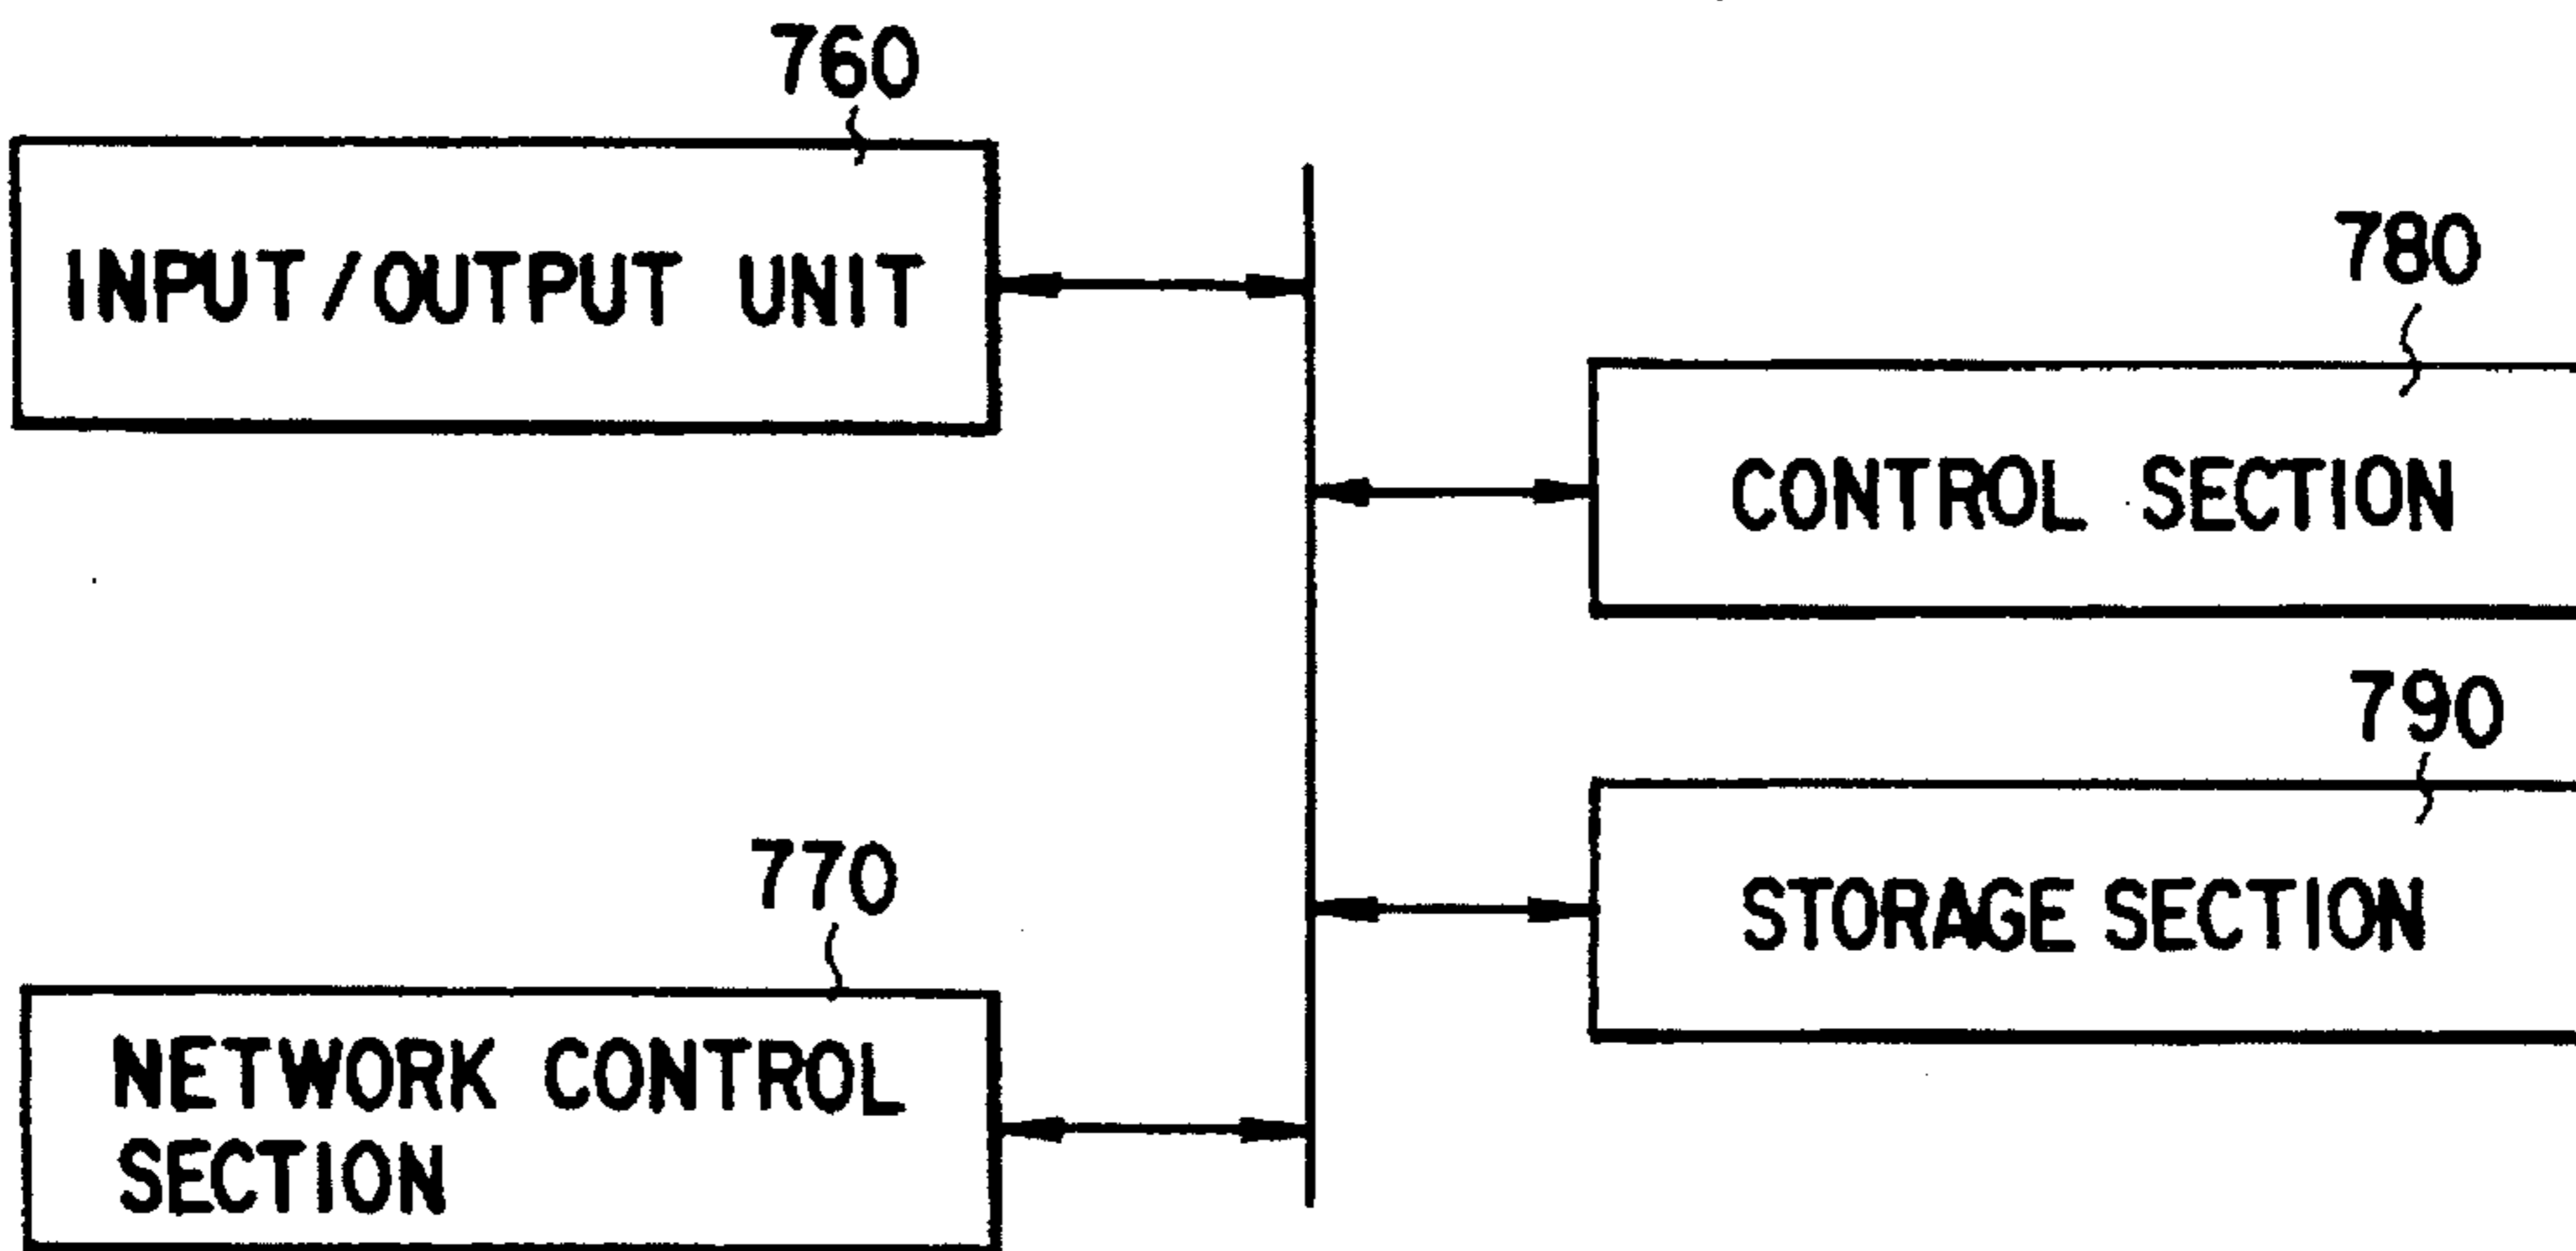 760
INPUT/OUTPUT UNIT
780
CONTROL SECTION
790
STORAGE SECTION
770
NETWORK CONTROL
SECTION